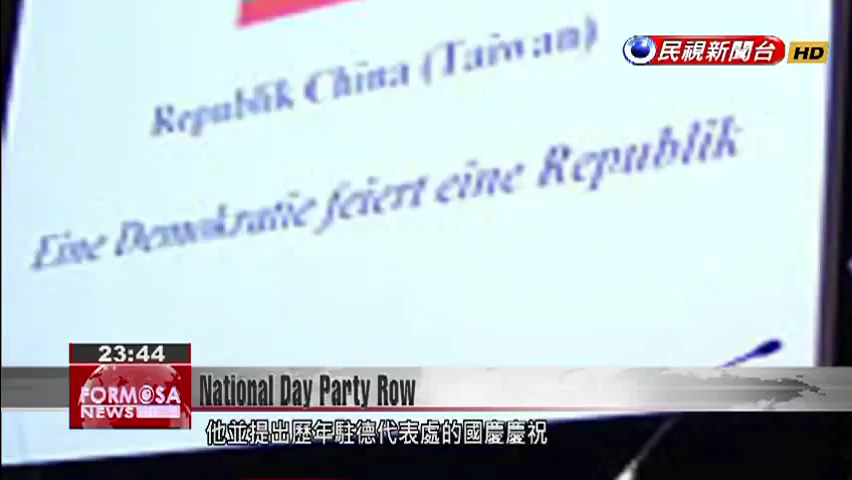 民視新聞台 HD
Republik China (Taiwan)
Eine Demokratie feiert eine Republik
23:44
FORMOSA
NEWS
National Day Party Row
他並提出歷年駐德代表處的國慶慶祝